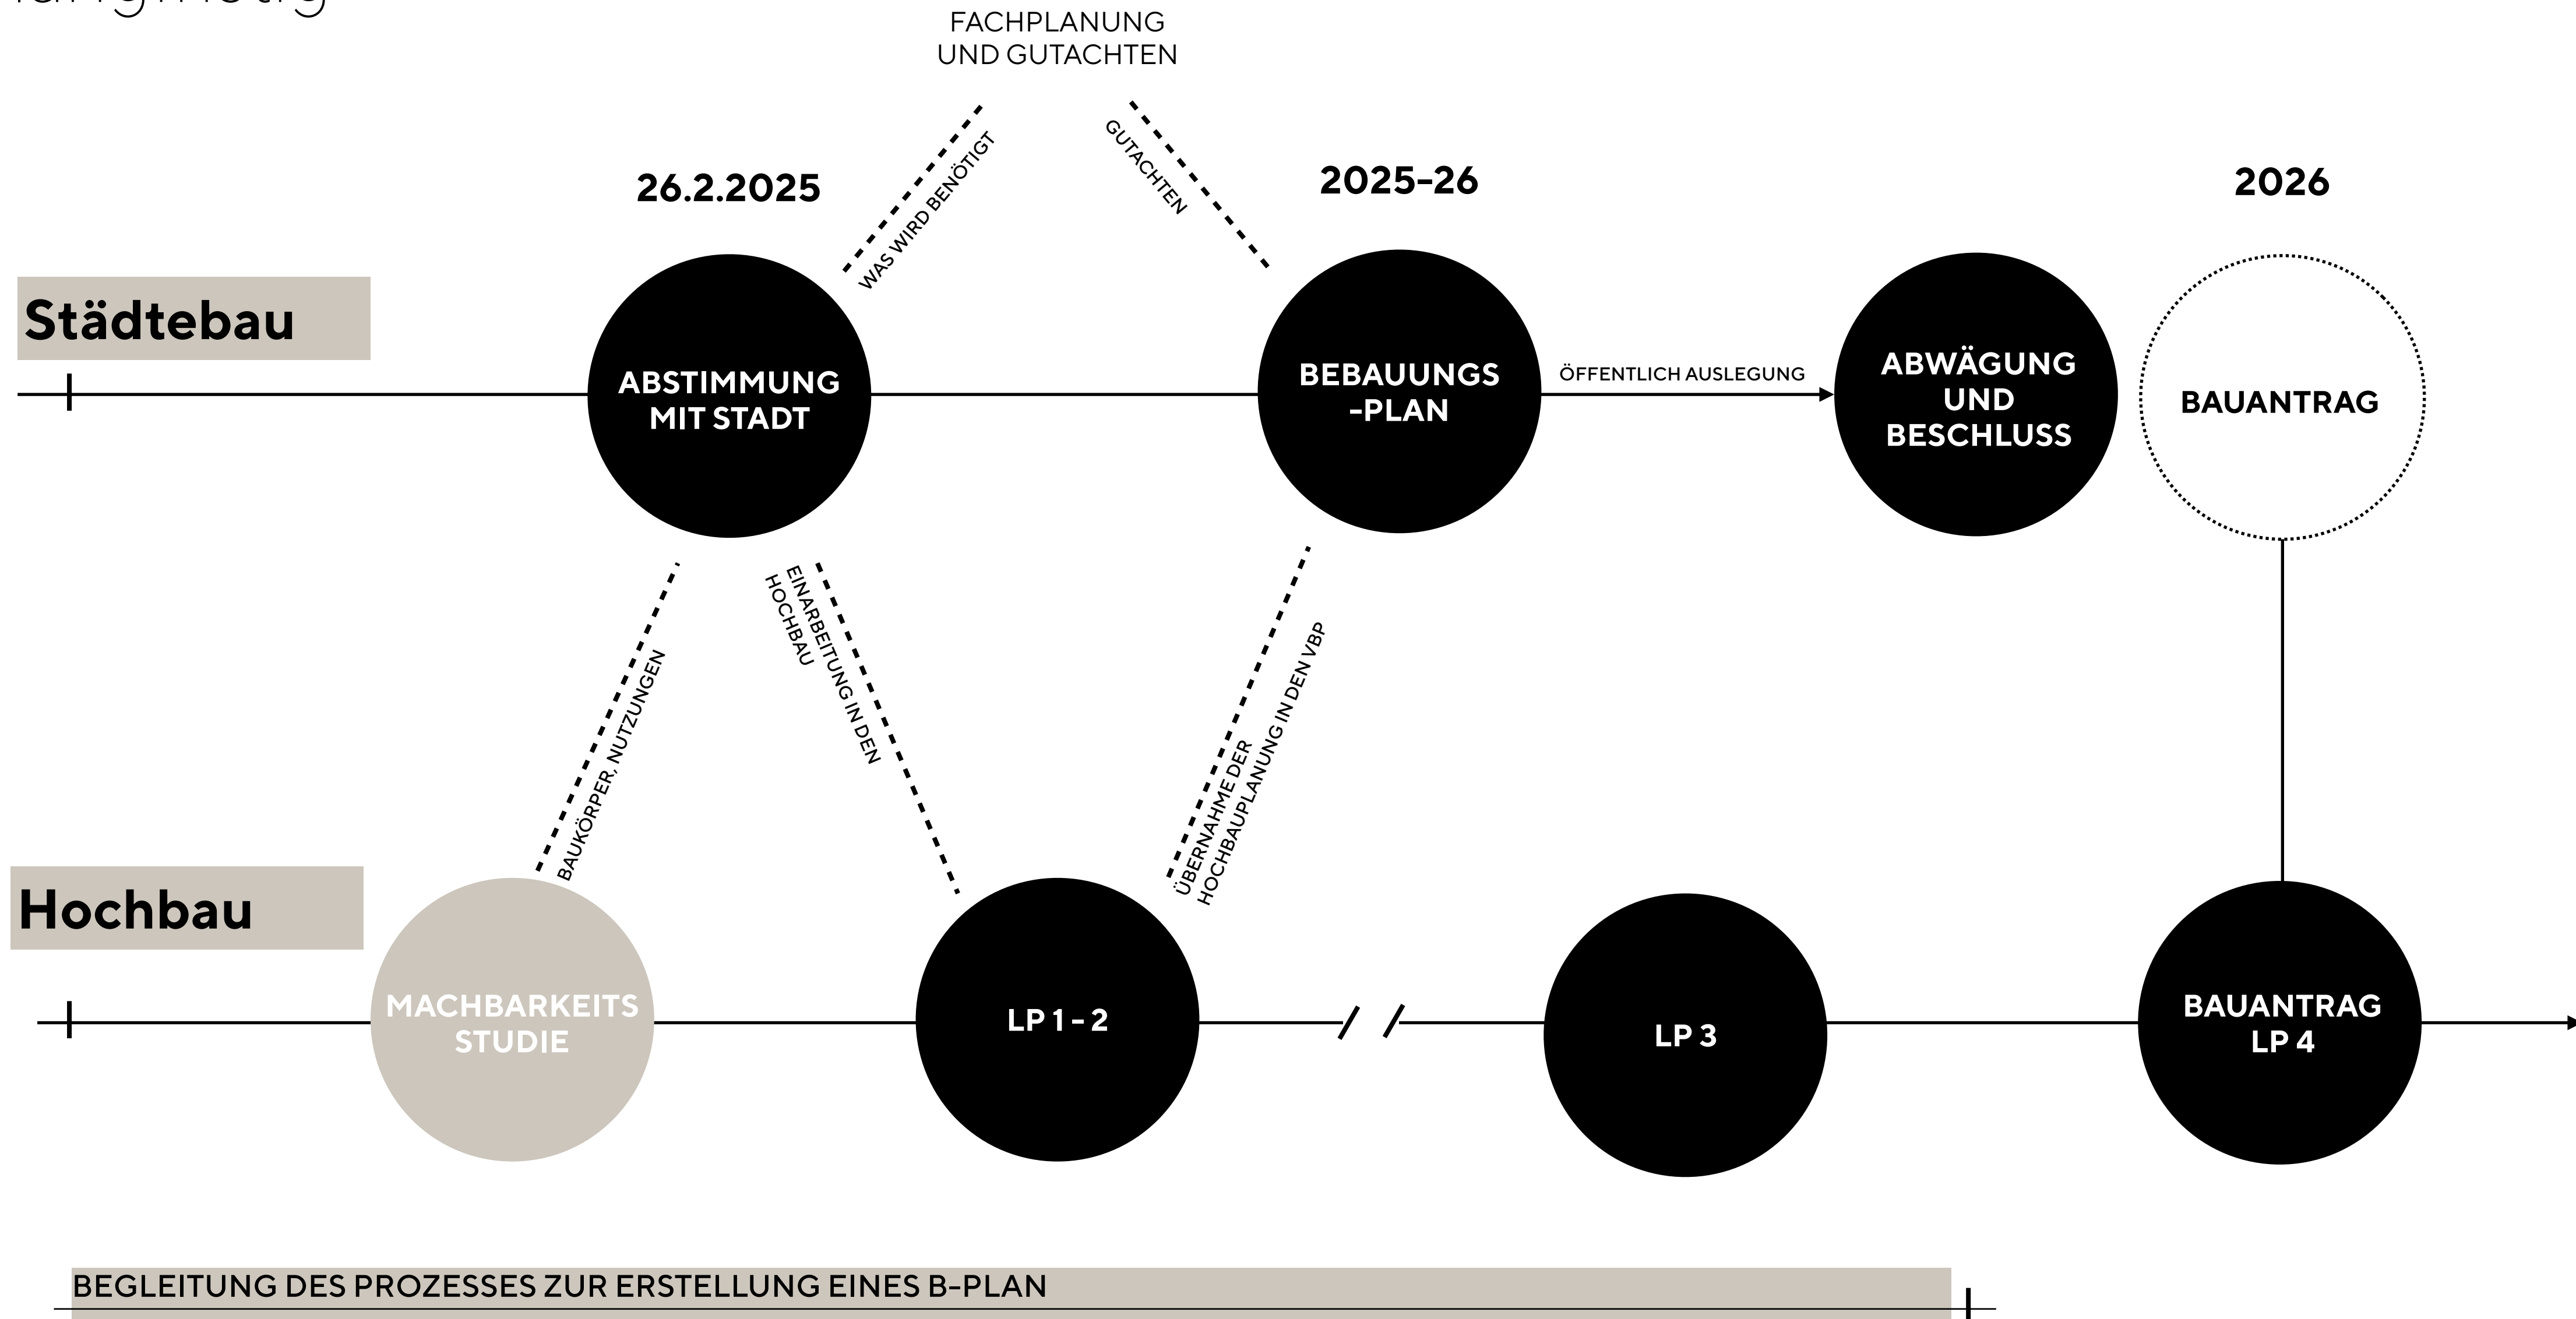 FACHPLANUNG
UND GUTACHTEN
WAS WIRD BENÖTIGT
GUTACHTEN
26.2.2025
2025-26
2026
Städtebau
ABSTIMMUNG
MIT STADT
BEBAUUNGS
-PLAN
ÖFFENTLICH AUSLEGUNG
ABWÄGUNG
UND
BESCHLUSS
BAUANTRAG
BAUKÖRPER, NUTZUNGEN
EINARBEITUNG IN DEN
HOCHBAU
ÜBERNAHME DER
HOCHBAUPLANUNG IN DEN VBP
Hochbau
MACHBARKEITS
STUDIE
LP 1 - 2
LP 3
BAUANTRAG
LP 4
BEGLEITUNG DES PROZESSES ZUR ERSTELLUNG EINES B-PLAN